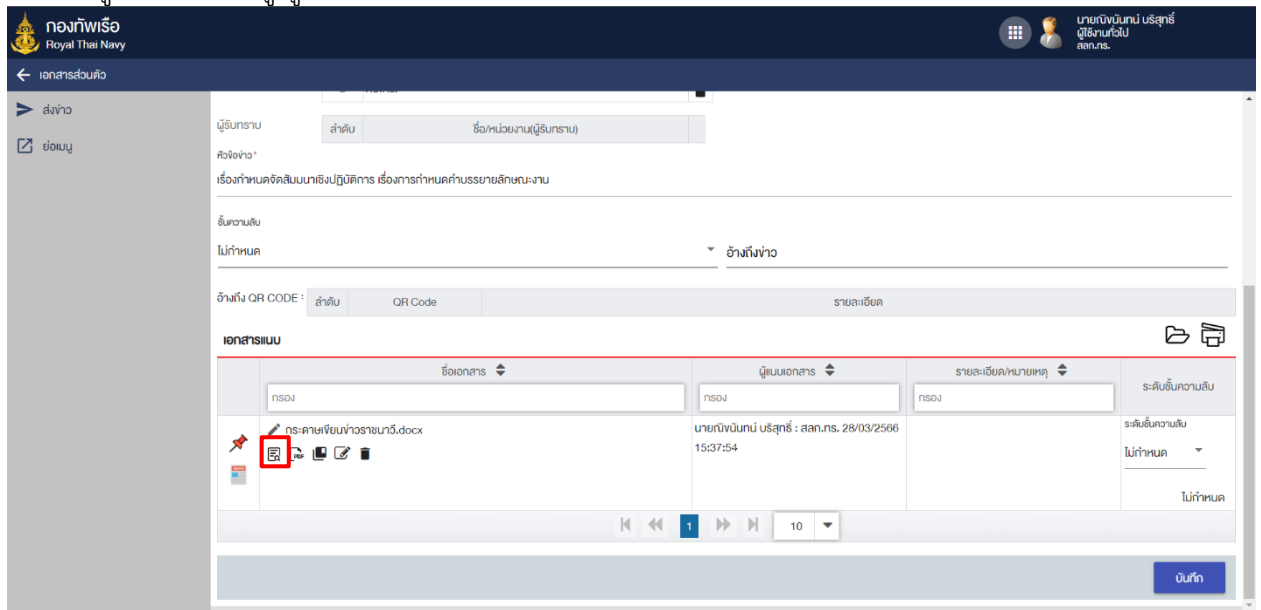 กองทัพเรือ
Royal Thai Navy
นายณิขนันทน์ บริสุทธิ์
ผู้ใช้งานทั่วไป
สลก.ทร.
เอกสารส่วนตัว
ส่งข่าว
ย่อเมนู
ผู้รับทราบ
ลำดับ ชื่อ/หน่วยงาน(ผู้รับทราบ)
หัวข้อข่าว*
เรื่องกำหนดจัดสัมมนาเชิงปฏิบัติการ เรื่องการกำหนดคำบรรยายลักษณะงาน
ชั้นความลับ
ไม่กำหนด อ้างถึงข่าว
อ้างถึง QR CODE : ลำดับ QR Code รายละเอียด
เอกสารแนบ
ชื่อเอกสาร ผู้แนบเอกสาร รายละเอียด/หมายเหตุ ระดับชั้นความลับ
กรอง กรอง กรอง
กระดาษเขียนข่าวราชนาวี.docx
PDF
NEWS
นายณิขนันทน์ บริสุทธิ์ : สลก.ทร. 28/03/2566
15:37:54
ระดับชั้นความลับ
ไม่กำหนด
ไม่กำหนด
1 10
บันทึก